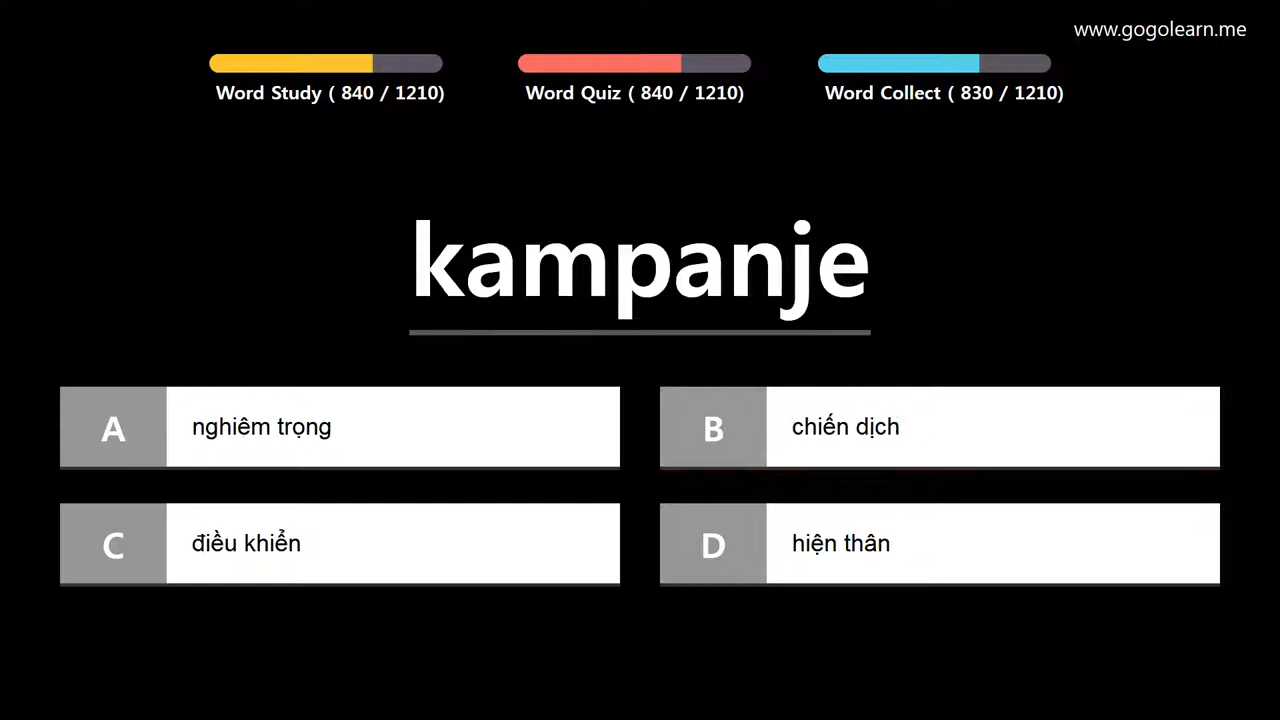 www.gogolearn.me
Word Study ( 840 / 1210)
Word Quiz ( 840 / 1210)
Word Collect ( 830 / 1210)
kampanje
A nghiêm trọng
B chiến dịch
C điều khiển
D hiện thân